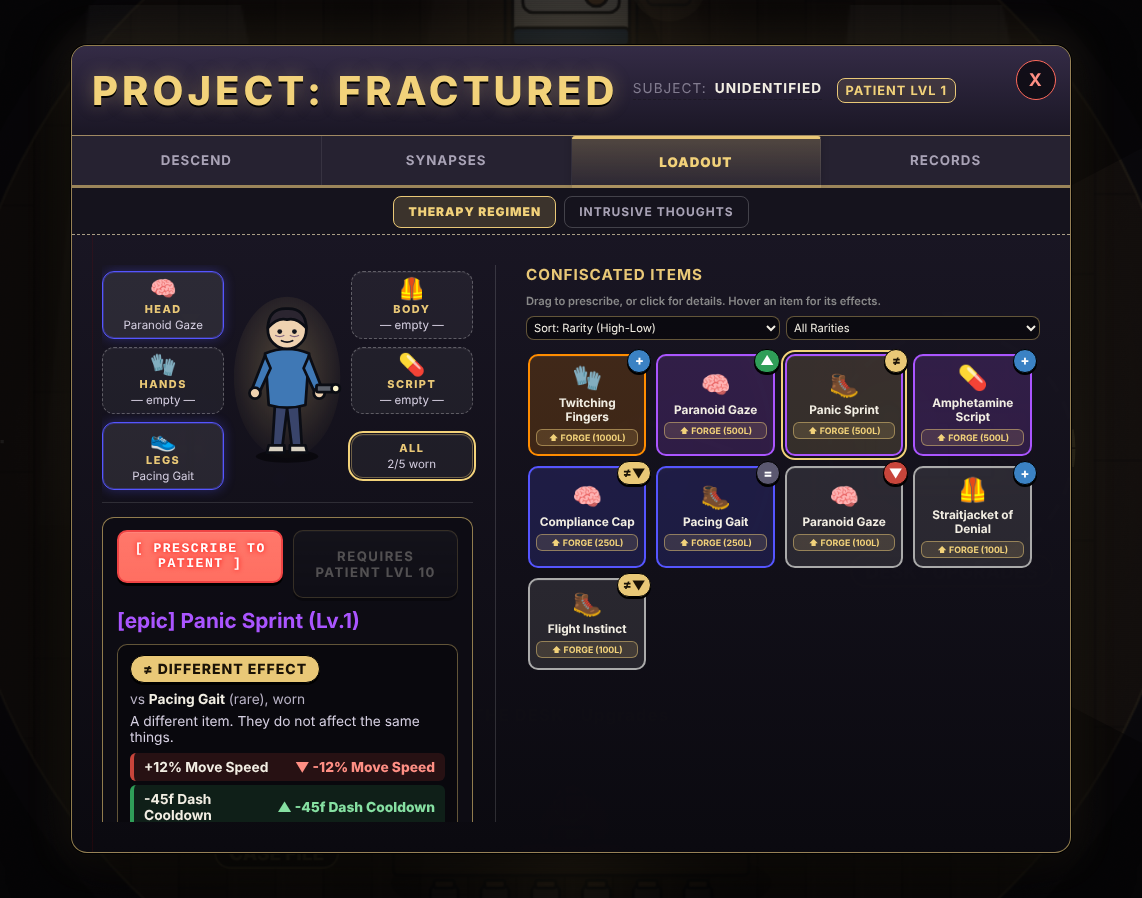 PROJECT: FRACTURED
SUBJECT: UNIDENTIFIED
PATIENT LVL 1
X
DESCEND
SYNAPSES
LOADOUT
RECORDS
THERAPY REGIMEN
INTRUSIVE THOUGHTS
HEAD
Paranoid Gaze
BODY
— empty —
HANDS
— empty —
SCRIPT
— empty —
LEGS
Pacing Gait
ALL
2/5 worn
[ PRESCRIBE TO
PATIENT ]
REQUIRES
PATIENT LVL 10
[epic] Panic Sprint (Lv.1)
≠ DIFFERENT EFFECT
vs Pacing Gait (rare), worn
A different item. They do not affect the same
things.
+12% Move Speed ▼ -12% Move Speed
-45f Dash
Cooldown ▲ -45f Dash Cooldown
CONFISCATED ITEMS
Drag to prescribe, or click for details. Hover an item for its effects.
Sort: Rarity (High-Low)
All Rarities
+
Twitching
Fingers
⬆ FORGE (1000L)
▲
Paranoid Gaze
⬆ FORGE (500L)
≠
Panic Sprint
⬆ FORGE (500L)
+
Amphetamine
Script
⬆ FORGE (500L)
≠▼
Compliance Cap
⬆ FORGE (250L)
=
Pacing Gait
⬆ FORGE (250L)
▼
Paranoid Gaze
⬆ FORGE (100L)
+
Straitjacket of
Denial
⬆ FORGE (100L)
≠▼
Flight Instinct
⬆ FORGE (100L)